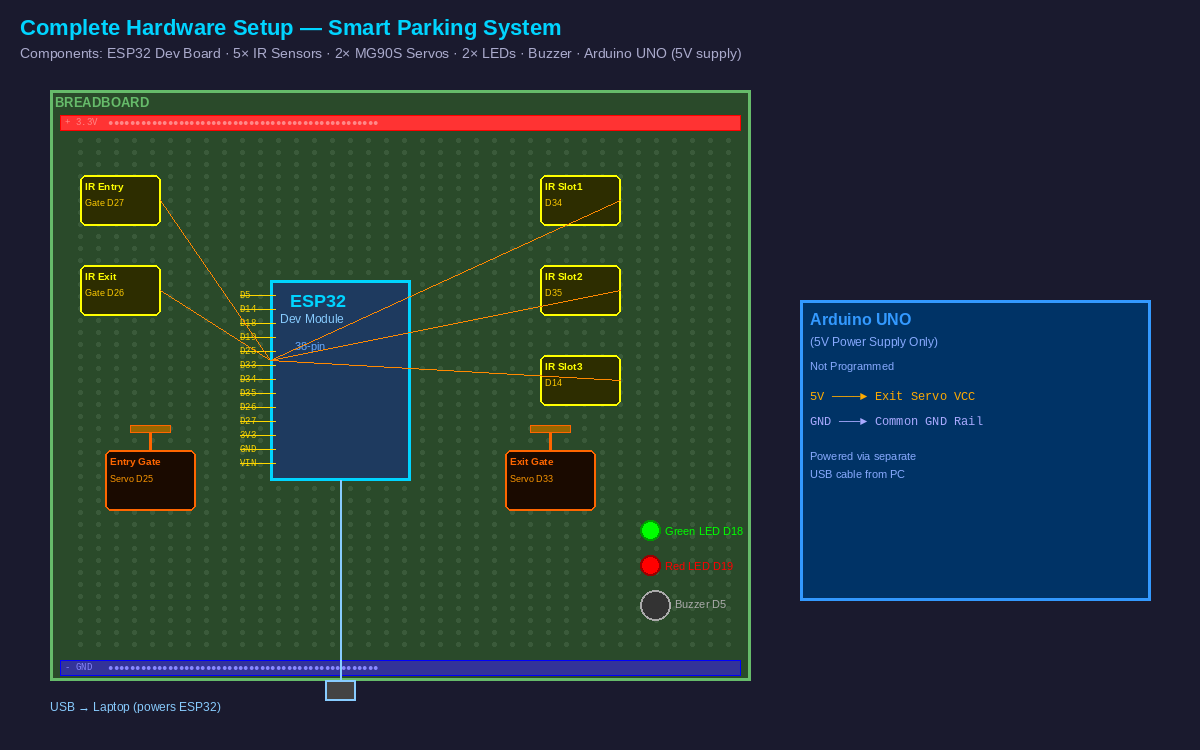 Complete Hardware Setup — Smart Parking System
Components: ESP32 Dev Board · 5× IR Sensors · 2× MG90S Servos · 2× LEDs · Buzzer · Arduino UNO (5V supply)
BREADBOARD
+ 3.3V
IR Entry
Gate D27
IR Exit
Gate D26
IR Slot1
D34
IR Slot2
D35
IR Slot3
D14
ESP32
Dev Module
38-pin
D5
D14
D18
D19
D25
D33
D34
D35
D26
D27
3V3
GND
VIN
Entry Gate
Servo D25
Exit Gate
Servo D33
Green LED D18
Red LED D19
Buzzer D5
- GND
USB → Laptop (powers ESP32)
Arduino UNO
(5V Power Supply Only)
Not Programmed
5V ───► Exit Servo VCC
GND ──► Common GND Rail
Powered via separate
USB cable from PC